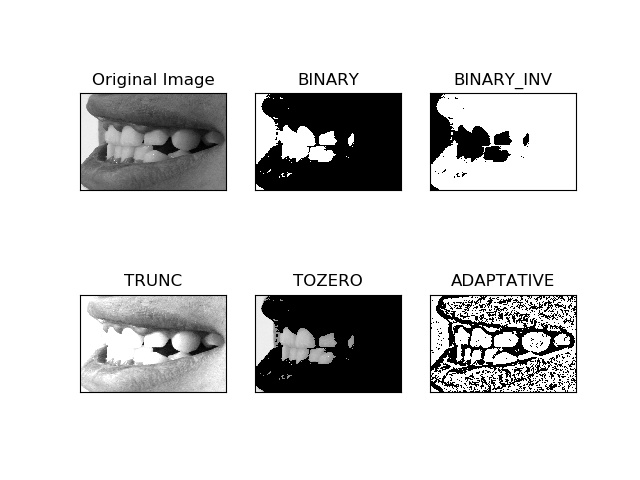 Original Image
BINARY
BINARY_INV
TRUNC
TOZERO
ADAPTATIVE